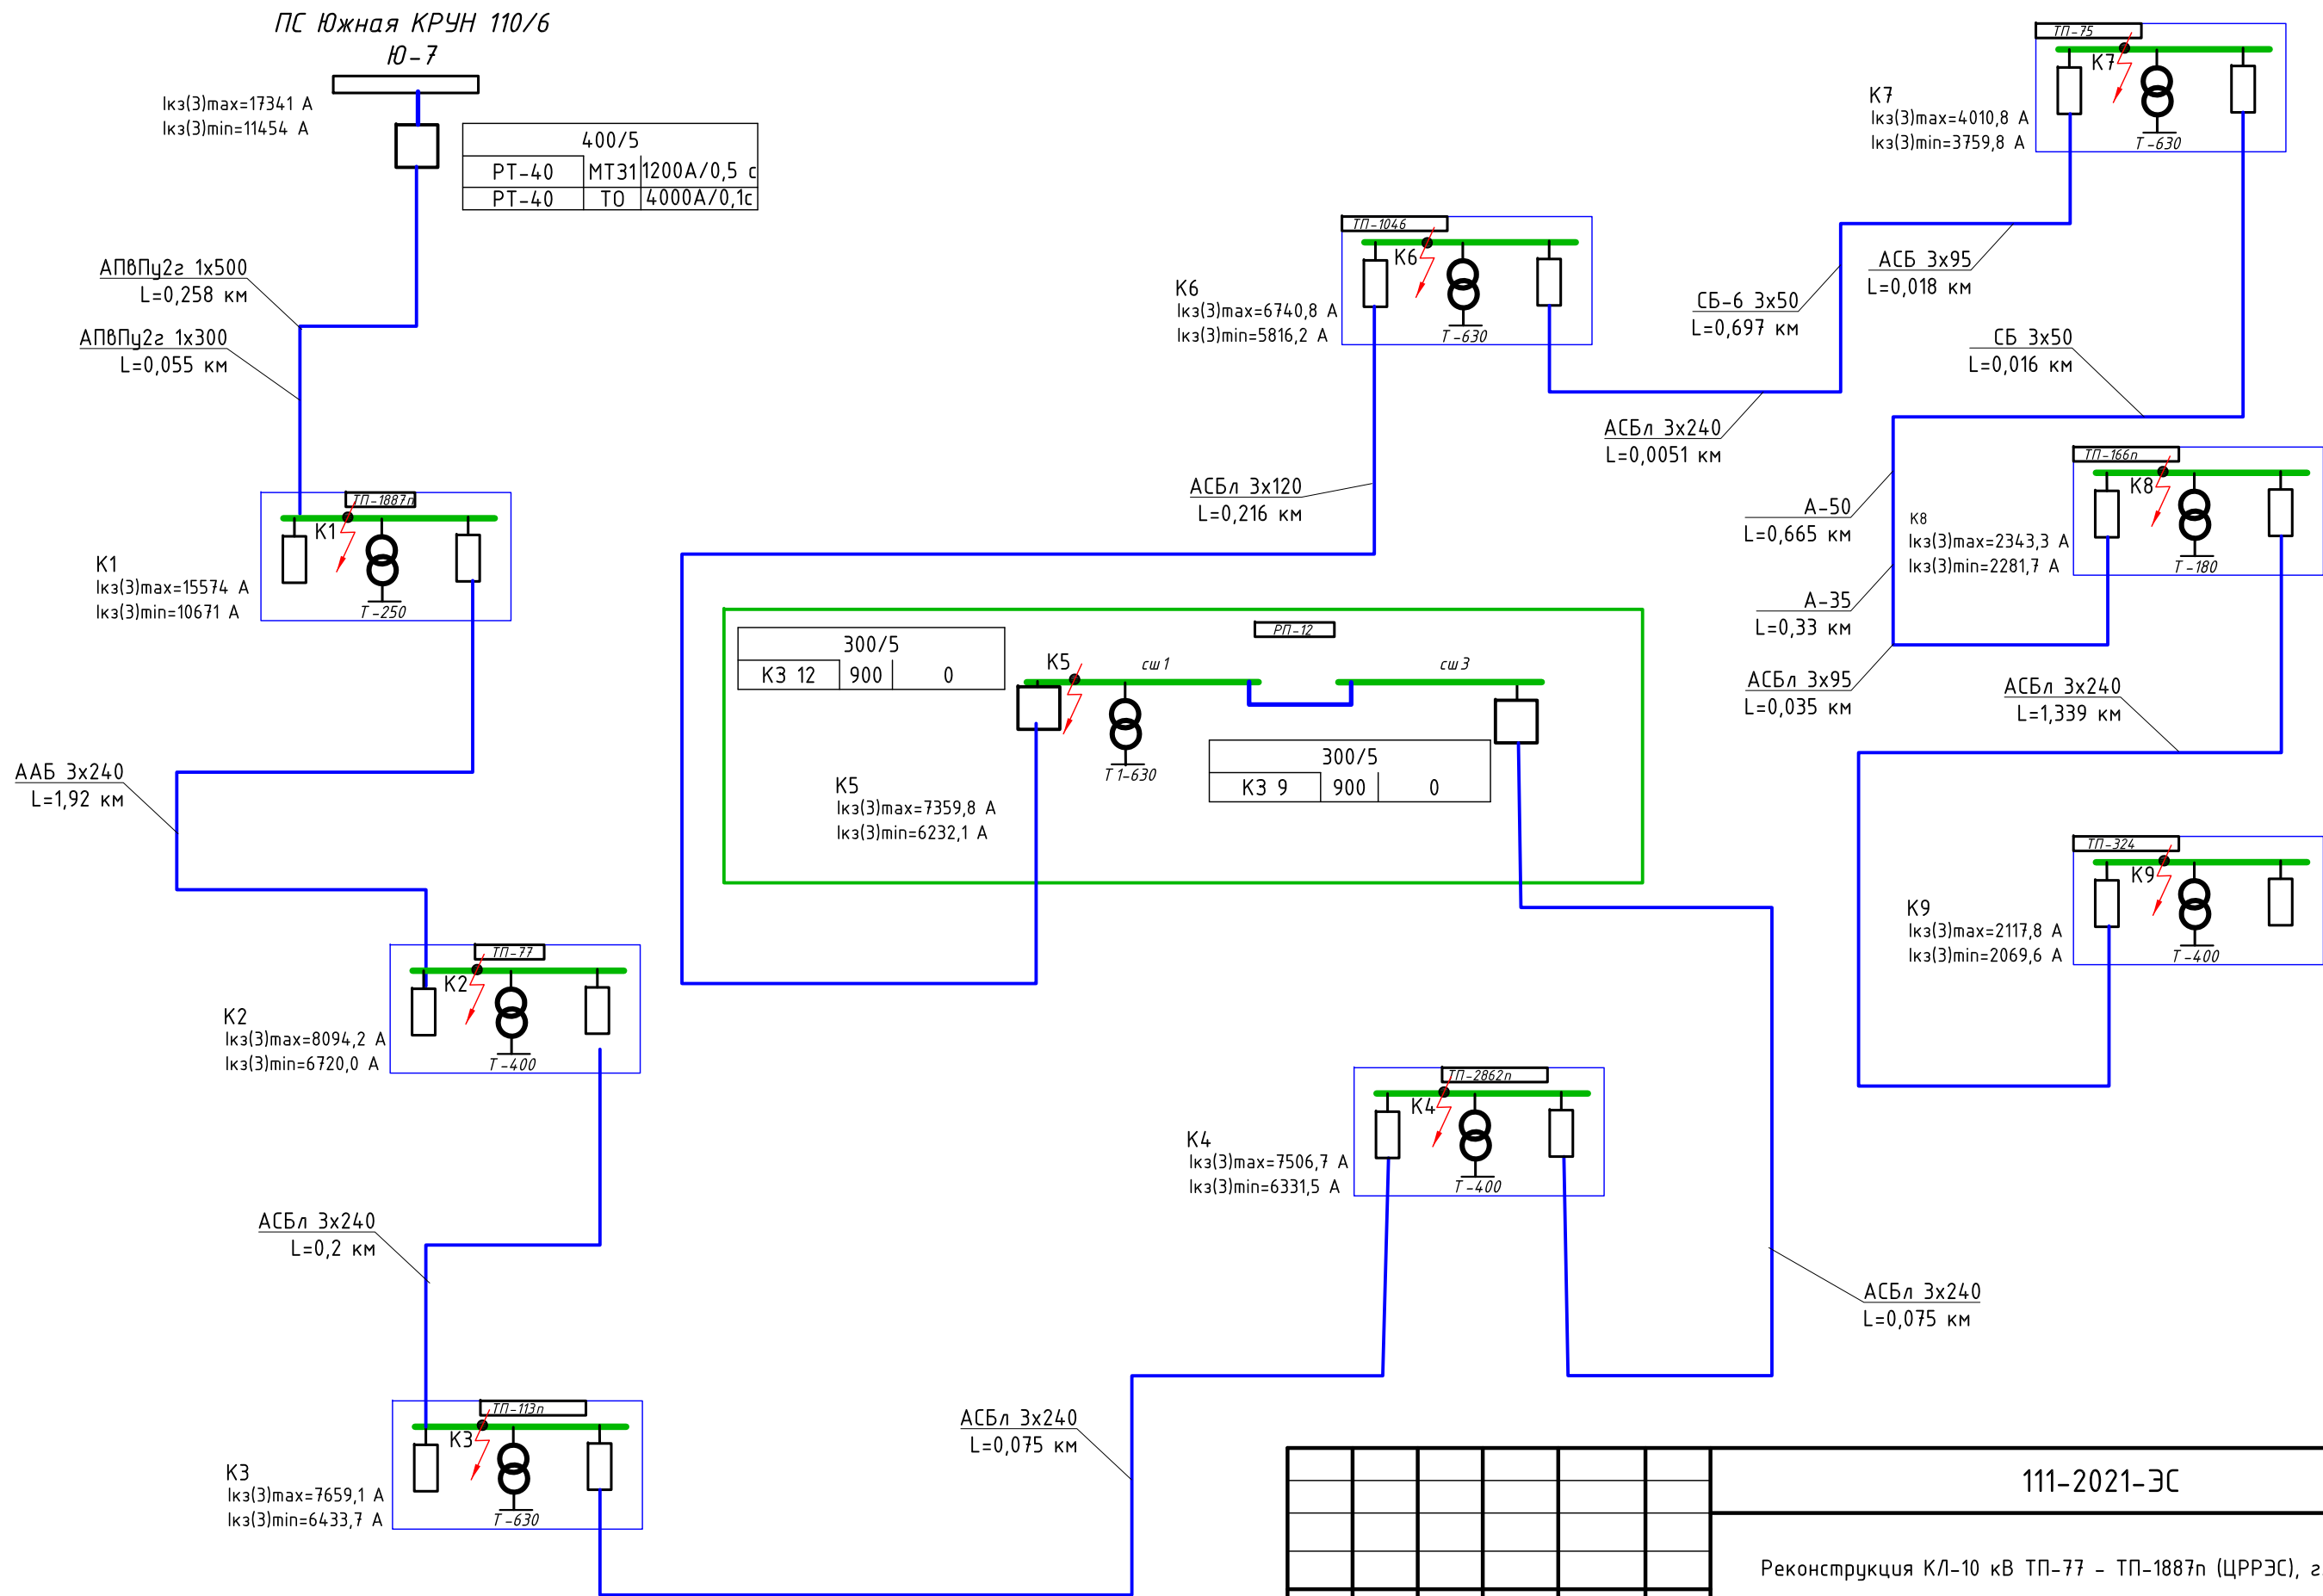 ПС Южная КРУН 110/6
Ю-7
Iкз(3)max=17341 А
Iкз(3)min=11454 А
400/5
РТ-40 МТЗ1 1200А/0,5 с
РТ-40 ТО 4000А/0,1с
АПвПу2г 1х500
L=0,258 км
АПвПу2г 1х300
L=0,055 км
ТП-1887п
К1
Т-250
К1
Iкз(3)max=15574 А
Iкз(3)min=10671 А
ААБ 3х240
L=1,92 км
ТП-77
К2
Т-400
К2
Iкз(3)max=8094,2 А
Iкз(3)min=6720,0 А
АСБл 3х240
L=0,2 км
ТП-113п
К3
Т-630
К3
Iкз(3)max=7659,1 А
Iкз(3)min=6433,7 А
АСБл 3х240
L=0,075 км
ТП-2862п
К4
Т-400
К4
Iкз(3)max=7506,7 А
Iкз(3)min=6331,5 А
АСБл 3х240
L=0,075 км
РП-12
300/5
КЗ 12 900 0
К5
сш1
сш3
Т1-630
300/5
КЗ 9 900 0
К5
Iкз(3)max=7359,8 А
Iкз(3)min=6232,1 А
АСБл 3х120
L=0,216 км
ТП-1046
К6
Т-630
К6
Iкз(3)max=6740,8 А
Iкз(3)min=5816,2 А
АСБл 3х240
L=0,0051 км
СБ-6 3х50
L=0,697 км
АСБ 3х95
L=0,018 км
ТП-75
К7
Т-630
К7
Iкз(3)max=4010,8 А
Iкз(3)min=3759,8 А
СБ 3х50
L=0,016 км
А-50
L=0,665 км
А-35
L=0,33 км
АСБл 3х95
L=0,035 км
ТП-166п
К8
Т-180
К8
Iкз(3)max=2343,3 А
Iкз(3)min=2281,7 А
АСБл 3х240
L=1,339 км
ТП-324
К9
Т-400
К9
Iкз(3)max=2117,8 А
Iкз(3)min=2069,6 А
111-2021-ЭС
Реконструкция КЛ-10 кВ ТП-77 - ТП-1887п (ЦРРЭС), г